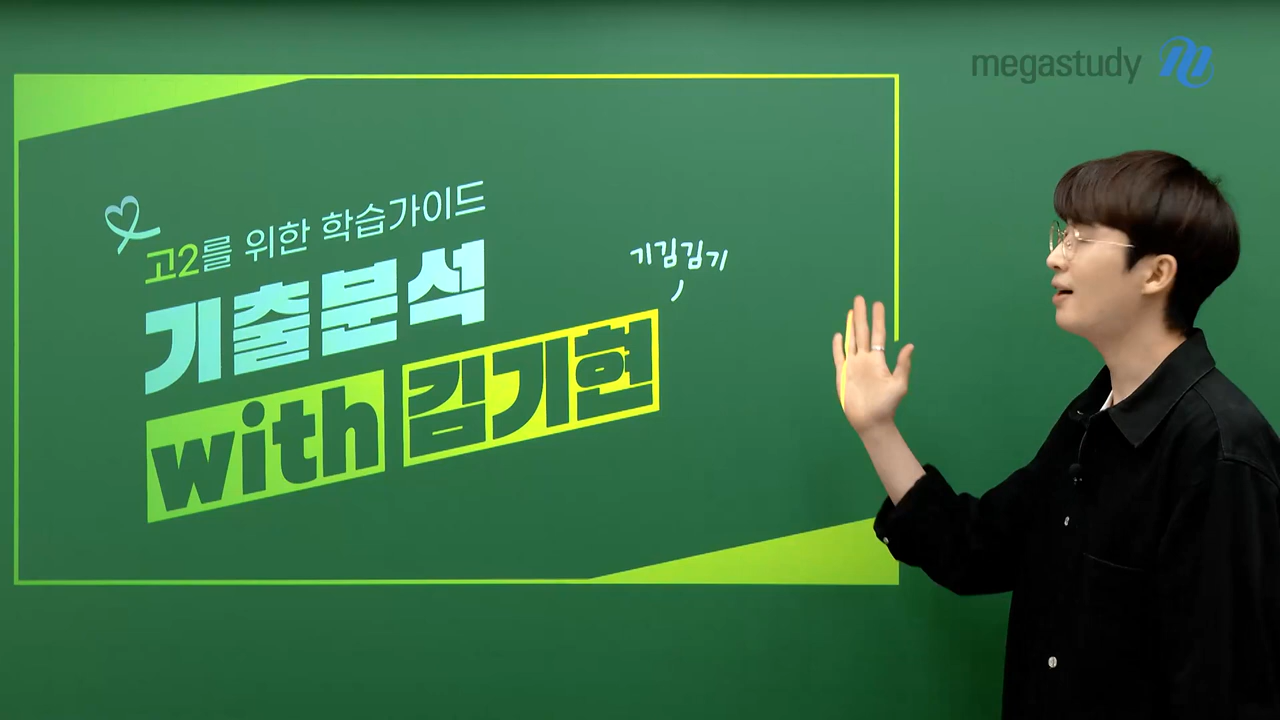 megastudy
고2를 위한 학습가이드
기출분석
기김김기
with 김기현